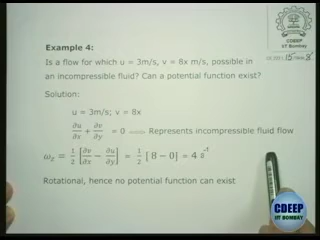 CDEEP
IIT BOMBAY
Example 4:
Is a flow for which u = 3m/s, v = 8x m/s, possible in
an incompressible fluid? Can a potential function exist?
Solution:
u = 3m/s; v = 8x
∂u/∂x + ∂v/∂y = 0 ⟹ Represents incompressible fluid flow
ω_z = 1/2 [∂v/∂x − ∂u/∂y] = 1/2 [8 − 0] = 4 s⁻¹
Rotational, hence no potential function can exist
CDEEP
IIT BOMBAY